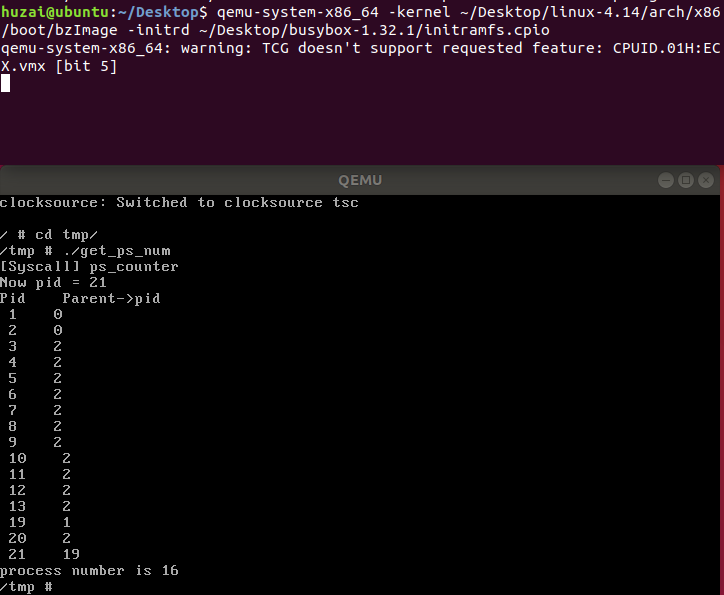 huzai@ubuntu:~/Desktop$ qemu-system-x86_64 -kernel ~/Desktop/linux-4.14/arch/x86
/boot/bzImage -initrd ~/Desktop/busybox-1.32.1/initramfs.cpio
qemu-system-x86_64: warning: TCG doesn't support requested feature: CPUID.01H:EC
X.vmx [bit 5]
QEMU
clocksource: Switched to clocksource tsc
/ # cd tmp/
/tmp # ./get_ps_num
[Syscall] ps_counter
Now pid = 21
Pid    Parent->pid
1    0
2    0
3    2
4    2
5    2
6    2
7    2
8    2
9    2
10    2
11    2
12    2
13    2
19    1
20    2
21    19
process number is 16
/tmp #